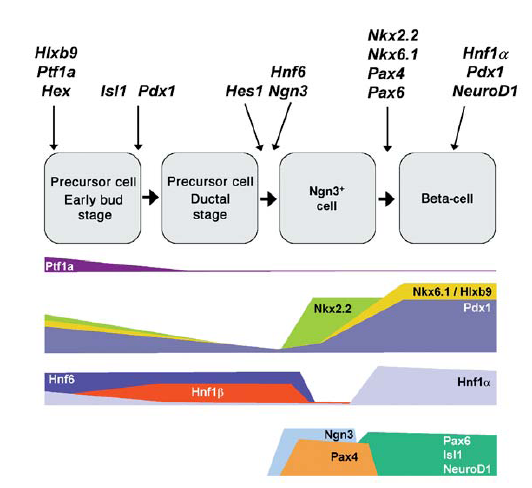 Hlxb9
Ptf1a
Hex
Isl1 Pdx1
Hes1
Hnf6
Ngn3
Nkx2.2
Nkx6.1
Pax4
Pax6
Hnf1α
Pdx1
NeuroD1
Precursor cell
Early bud
stage
Precursor cell
Ductal
stage
Ngn3+
cell
Beta-cell
Ptf1a
Nkx6.1 / Hlxb9
Nkx2.2
Pdx1
Hnf6
Hnf1β
Hnf1α
Ngn3
Pax4
Pax6
Isl1
NeuroD1